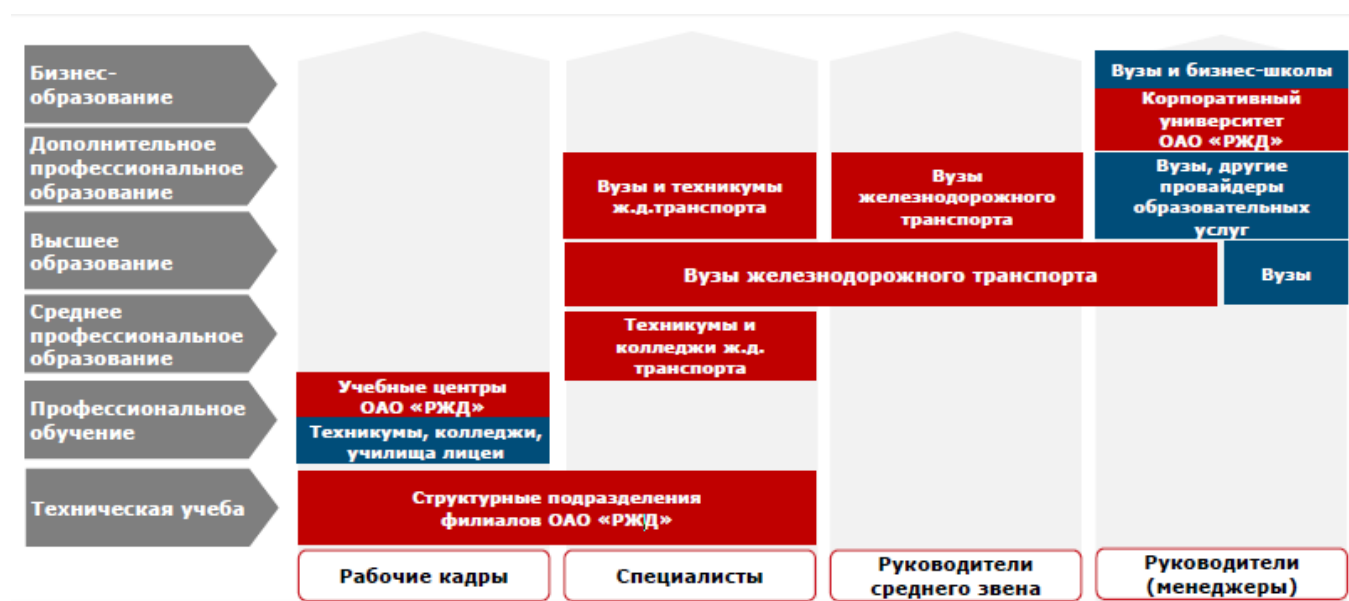 Бизнес-
образование
Вузы и бизнес-школы
Корпоративный
университет
ОАО «РЖД»
Дополнительное
профессиональное
образование
Вузы и техникумы
ж.д.транспорта
Вузы
железнодорожного
транспорта
Вузы, другие
провайдеры
образовательных
услуг
Высшее
образование
Вузы железнодорожного транспорта
Вузы
Среднее
профессиональное
образование
Техникумы и
колледжи ж.д.
транспорта
Профессиональное
обучение
Учебные центры
ОАО «РЖД»
Техникумы, колледжи,
училища лицеи
Техническая учеба
Структурные подразделения
филиалов ОАО «РЖД»
Рабочие кадры
Специалисты
Руководители
среднего звена
Руководители
(менеджеры)